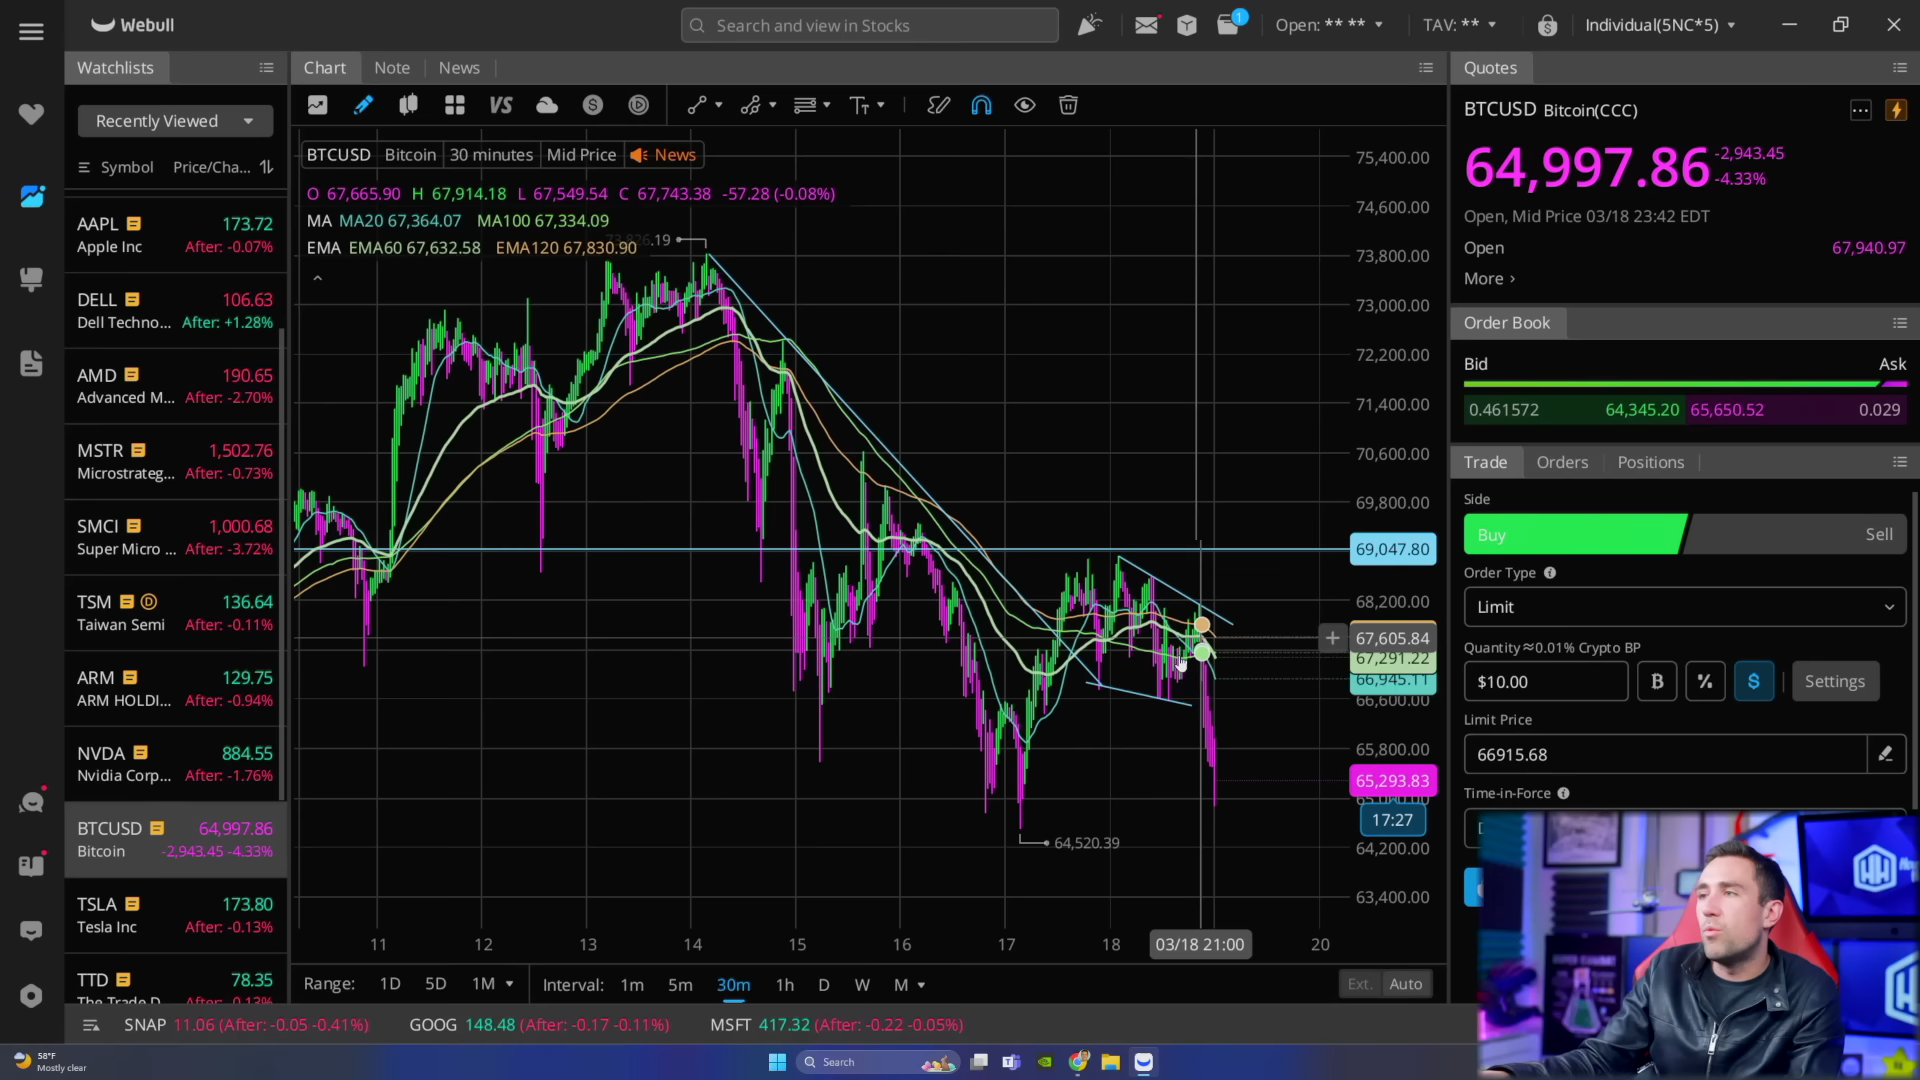 Webull
Search and view in Stocks
1
Open: ** **
TAV: **
Individual(5NC*5)
Watchlists
Chart
Note
News
Quotes
Recently Viewed
VS
Symbol
Price/Cha...
AAPL
173.72
Apple Inc
After: -0.07%
DELL
106.63
Dell Techno...
After: +1.28%
AMD
190.65
Advanced M...
After: -2.70%
MSTR
1,502.76
Microstrateg...
After: -0.73%
SMCI
1,000.68
Super Micro ...
After: -3.72%
TSM
D
136.64
Taiwan Semi
After: -0.11%
ARM
129.75
ARM HOLDI...
After: -0.94%
NVDA
884.55
Nvidia Corp...
After: -1.76%
BTCUSD
64,997.86
Bitcoin
-2,943.45 -4.33%
TSLA
173.80
Tesla Inc
After: -0.13%
TTD
78.35
The Trade D...
After: -0.13%
BTCUSD
Bitcoin
30 minutes
Mid Price
News
O 67,665.90 H 67,914.18 L 67,549.54 C 67,743.38 -57.28 (-0.08%)
MA MA20 67,364.07 MA100 67,334.09
EMA EMA60 67,632.58 EMA120 67,830.90
75,400.00
74,600.00
73,800.00
73,000.00
72,200.00
71,400.00
70,600.00
69,800.00
69,047.80
68,200.00
67,605.84
67,291.22
66,945.11
66,600.00
65,800.00
65,293.83
17:27
64,200.00
63,400.00
64,520.39
11
12
13
14
15
16
17
18
03/18 21:00
20
Range: 1D 5D 1M
Interval: 1m 5m 30m 1h D W M
Ext. Auto
BTCUSD Bitcoin(CCC)
64,997.86
-2,943.45
-4.33%
Open, Mid Price 03/18 23:42 EDT
Open
67,940.97
More
Order Book
Bid
Ask
0.461572
64,345.20
65,650.52
0.029
Trade
Orders
Positions
Side
Buy
Sell
Order Type
Limit
Quantity ≈0.01% Crypto BP
$10.00
B
%
$
Settings
Limit Price
66915.68
Time-in-Force
SNAP 11.06 (After: -0.05 -0.41%)
GOOG 148.48 (After: -0.17 -0.11%)
MSFT 417.32 (After: -0.22 -0.05%)
58°F
Mostly clear
Search